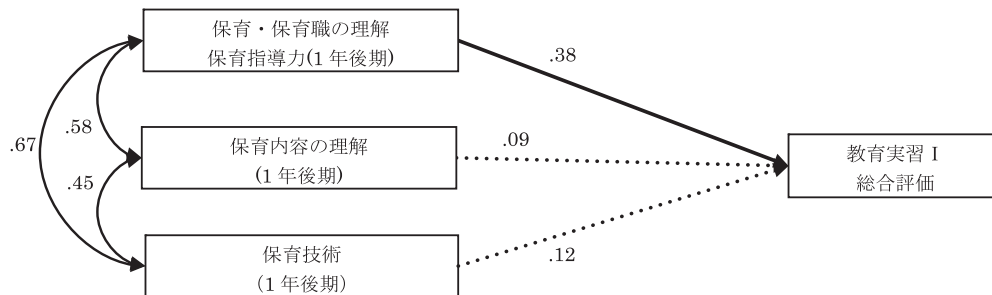 保育・保育職の理解
保育指導力(1年後期)
.38
.67
.58
保育内容の理解
(1年後期)
.09
教育実習Ⅰ
総合評価
.45
保育技術
（1年後期）
.12